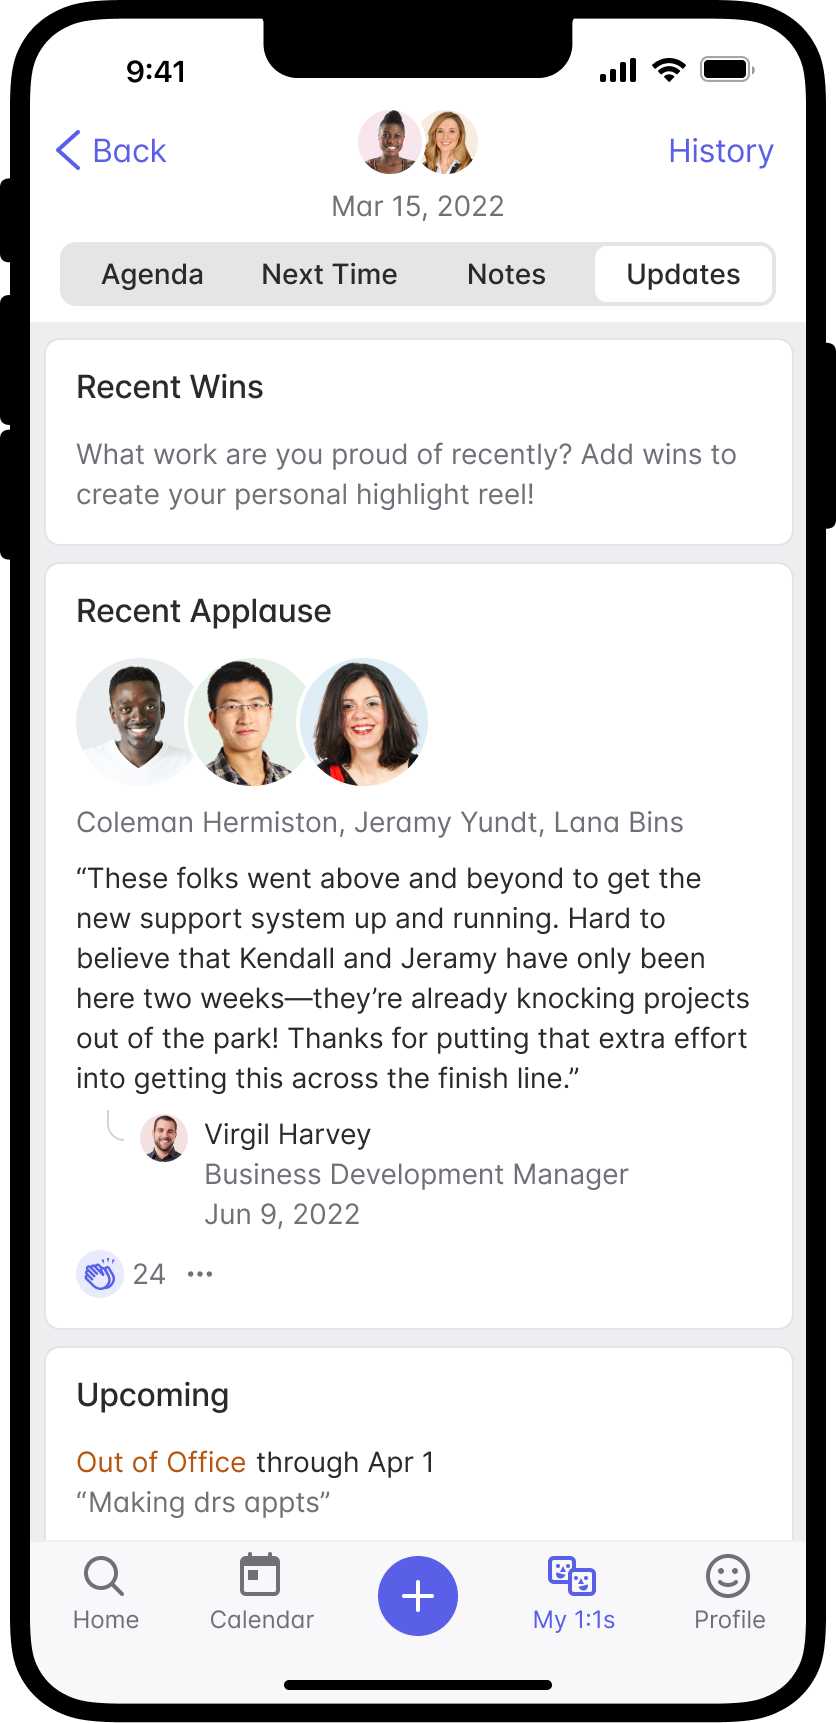 9:41
Back
History
Mar 15, 2022
Agenda
Next Time
Notes
Updates
Recent Wins
What work are you proud of recently? Add wins to
create your personal highlight reel!
Recent Applause
Coleman Hermiston, Jeramy Yundt, Lana Bins
“These folks went above and beyond to get the
new support system up and running. Hard to
believe that Kendall and Jeramy have only been
here two weeks—they’re already knocking projects
out of the park! Thanks for putting that extra effort
into getting this across the finish line.”
Virgil Harvey
Business Development Manager
Jun 9, 2022
24
Upcoming
Out of Office through Apr 1
“Making drs appts”
Home
Calendar
My 1:1s
Profile